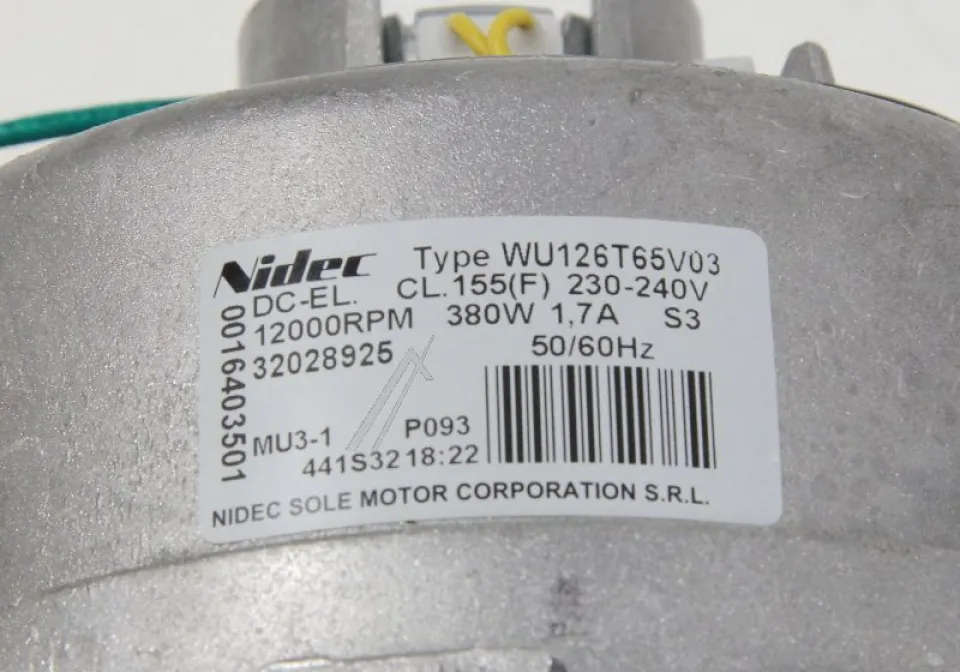 Nidec Type WU126T65V03
DC-EL. CL.155(F) 230-240V
12000RPM 380W 1,7A S3
32028925 50/60Hz
0016403501
MU3-1 P093
441S32 18:22
NIDEC SOLE MOTOR CORPORATION S.R.L.